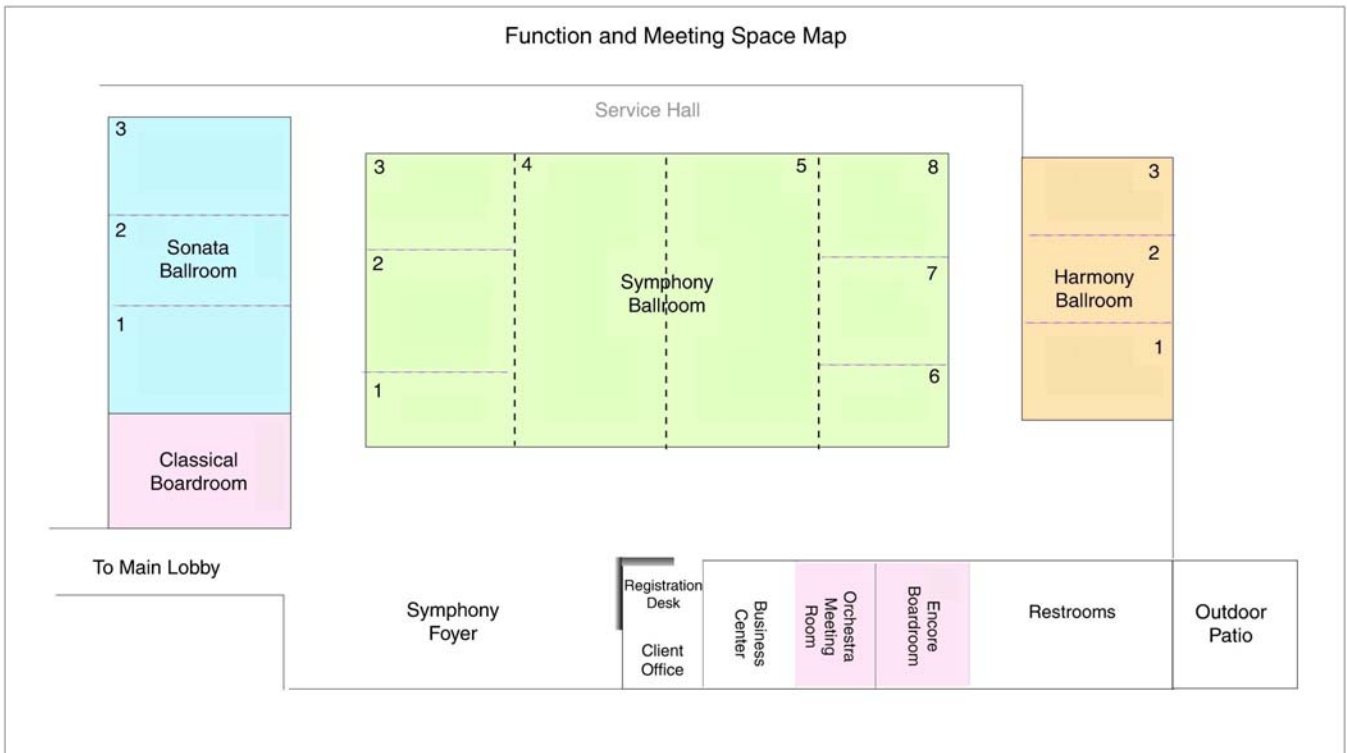 Function and Meeting Space Map
Service Hall
3
2
Sonata
Ballroom
1
Classical
Boardroom
3
4
5
8
2
7
Symphony
Ballroom
1
6
3
2
Harmony
Ballroom
1
To Main Lobby
Symphony
Foyer
Registration
Desk
Client
Office
Business
Center
Orchestra
Meeting
Room
Encore
Boardroom
Restrooms
Outdoor
Patio